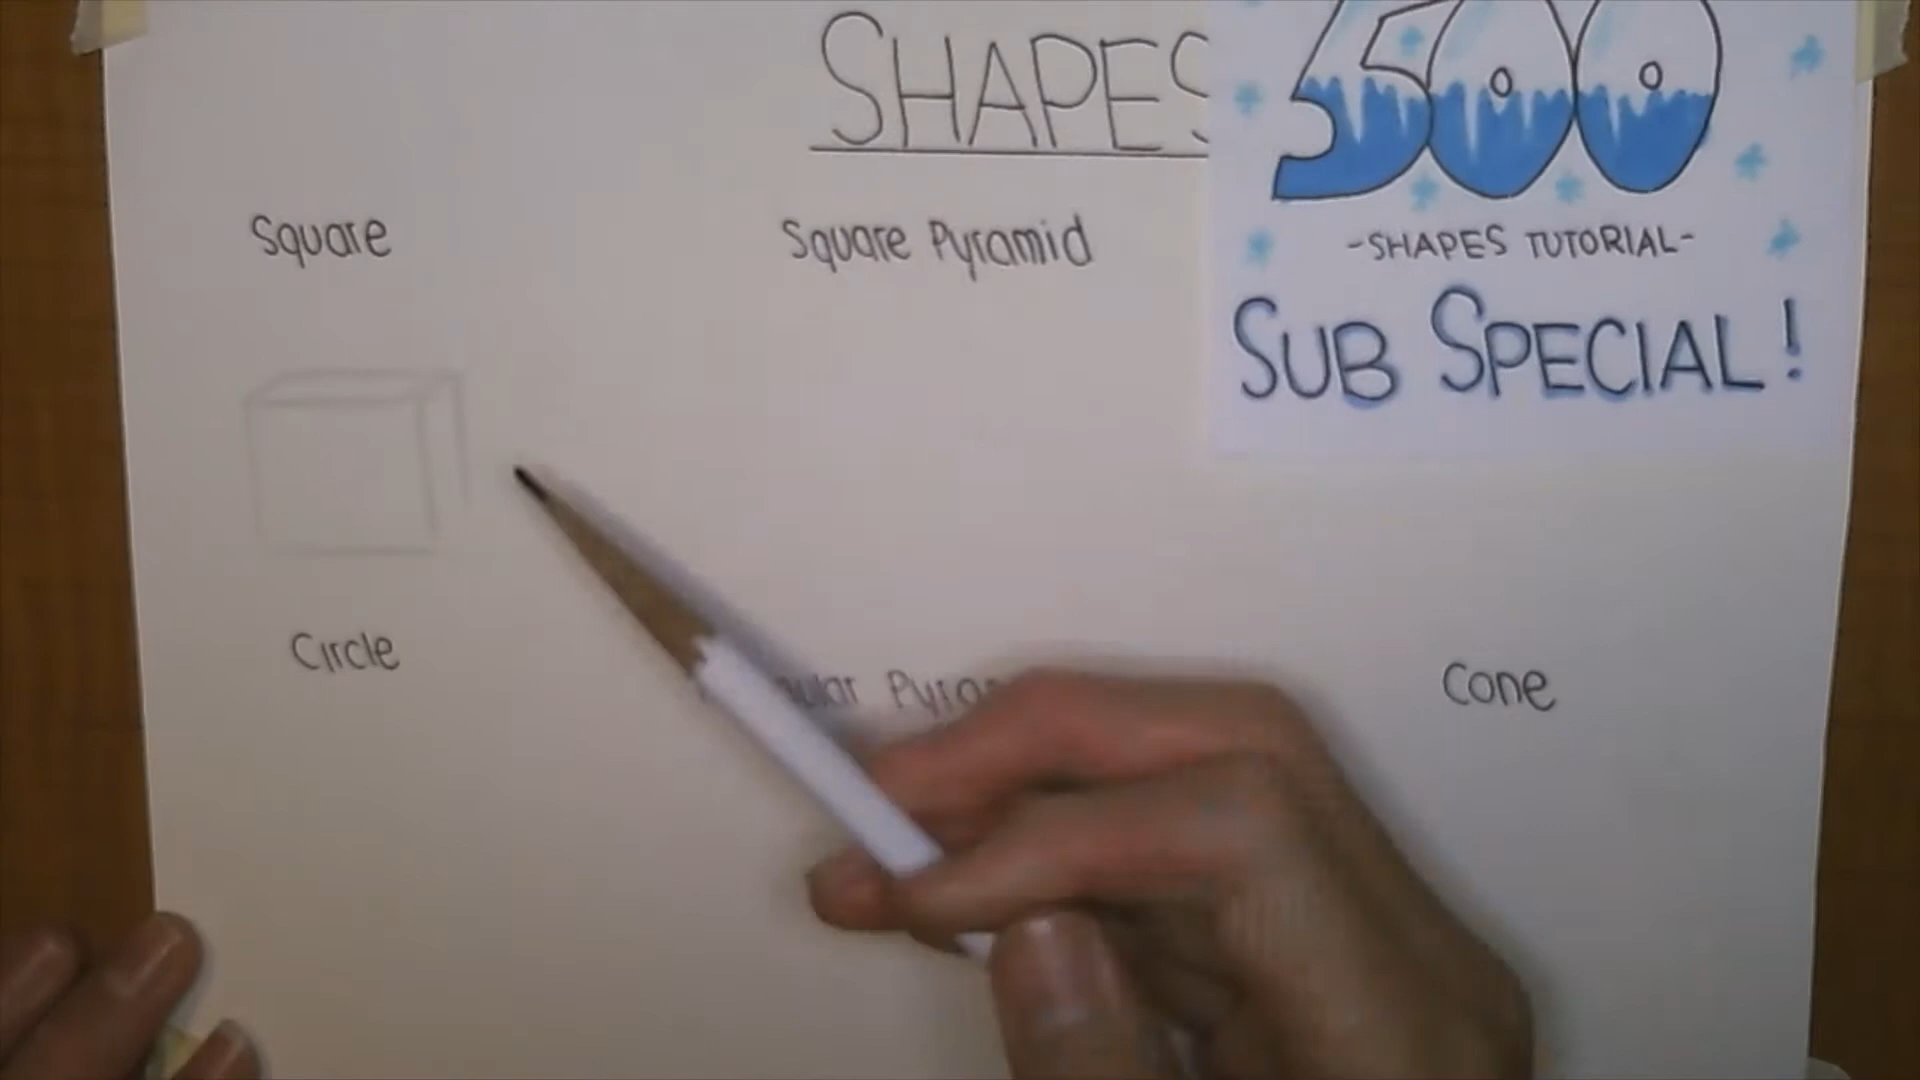 SHAPES
500
-SHAPES TUTORIAL-
SUB SPECIAL!
Square
Square Pyramid
Circle
Cone